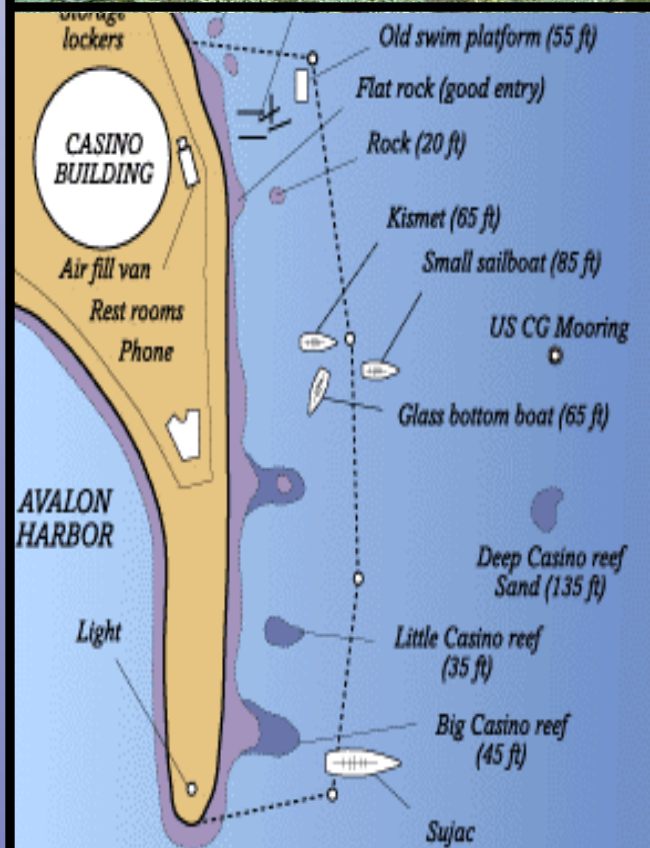 Storage
lockers
Old swim platform (55 ft)
Flat rock (good entry)
Rock (20 ft)
CASINO
BUILDING
Kismet (65 ft)
Small sailboat (85 ft)
Air fill van
Rest rooms
Phone
US CG Mooring
Glass bottom boat (65 ft)
AVALON
HARBOR
Deep Casino reef
Sand (135 ft)
Light
Little Casino reef
(35 ft)
Big Casino reef
(45 ft)
Sujac